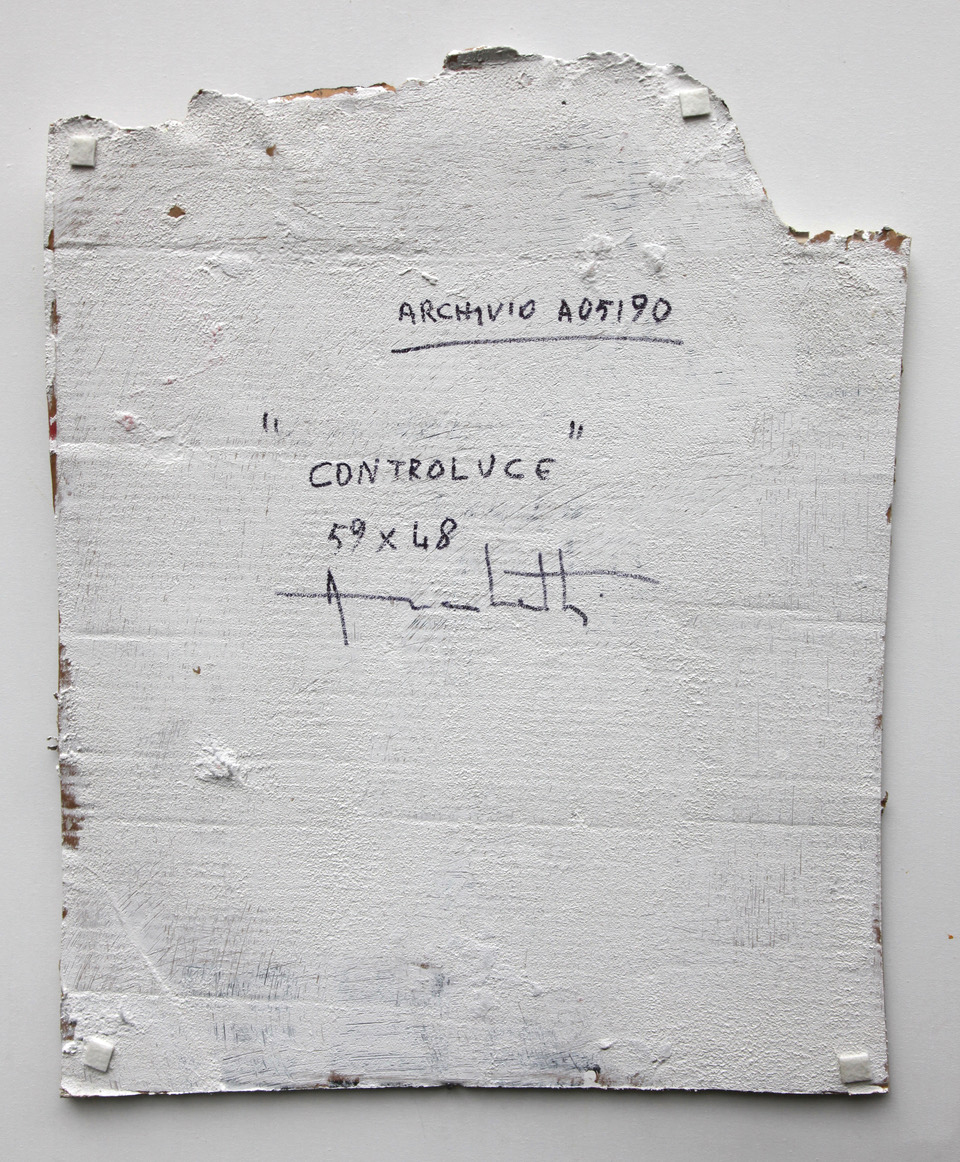 ARCHIVIO A05190
"CONTROLUCE"
59 x 48